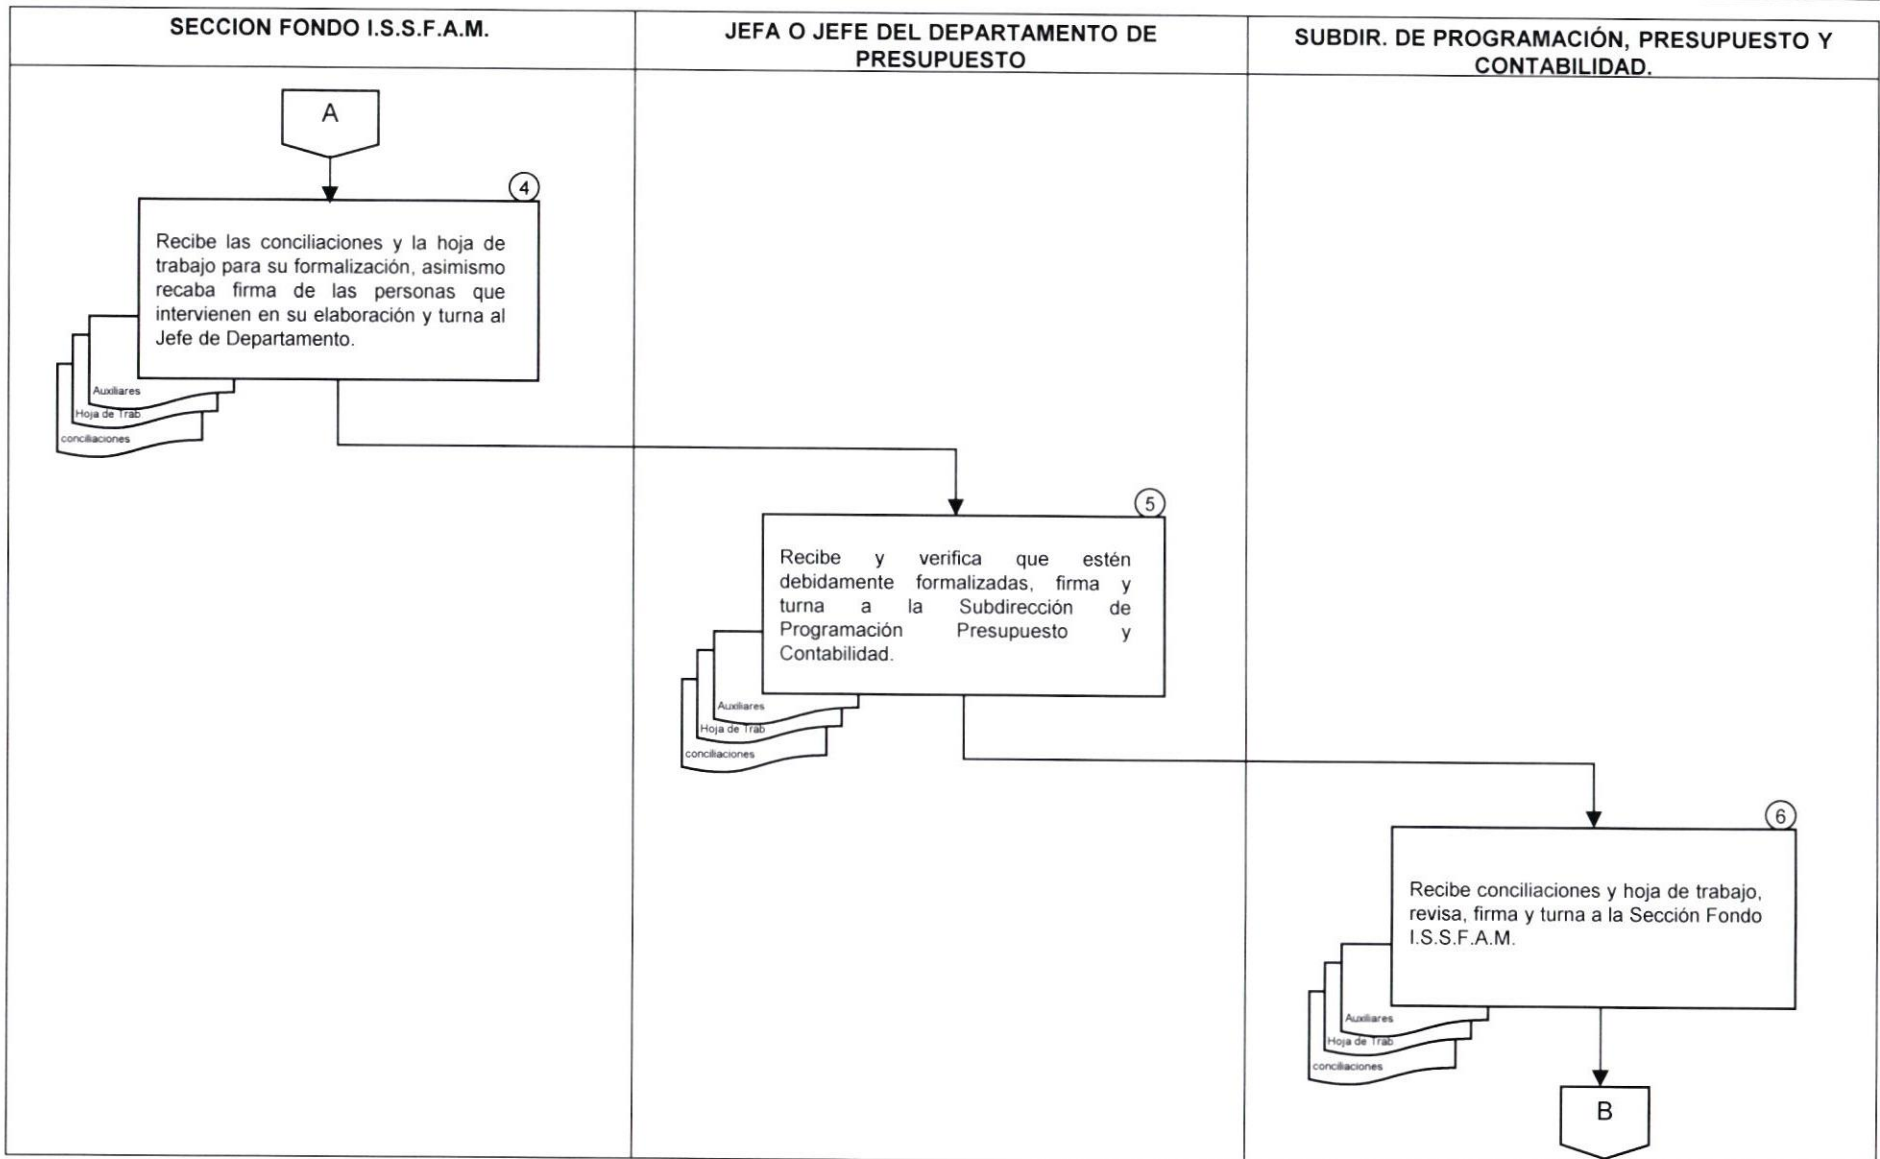 SECCION FONDO I.S.S.F.A.M.
JEFA O JEFE DEL DEPARTAMENTO DE
PRESUPUESTO
SUBDIR. DE PROGRAMACIÓN, PRESUPUESTO Y
CONTABILIDAD.
A
4
Recibe las conciliaciones y la hoja de
trabajo para su formalización, asimismo
recaba firma de las personas que
intervienen en su elaboración y turna al
Jefe de Departamento.
Auxiliares
Hoja de Trab
conciliaciones
5
Recibe y verifica que estén
debidamente formalizadas, firma y
turna a la Subdirección de
Programación Presupuesto y
Contabilidad.
Auxiliares
Hoja de Trab
conciliaciones
6
Recibe conciliaciones y hoja de trabajo,
revisa, firma y turna a la Sección Fondo
I.S.S.F.A.M.
Auxiliares
Hoja de Trab
conciliaciones
B